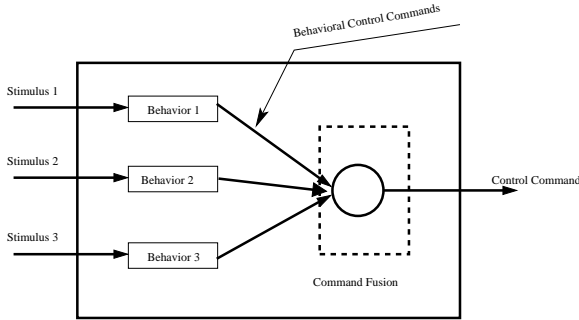 Behavioral Control Commands
Stimulus 1
Behavior 1
Stimulus 2
Behavior 2
Control Command
Stimulus 3
Behavior 3
Command Fusion